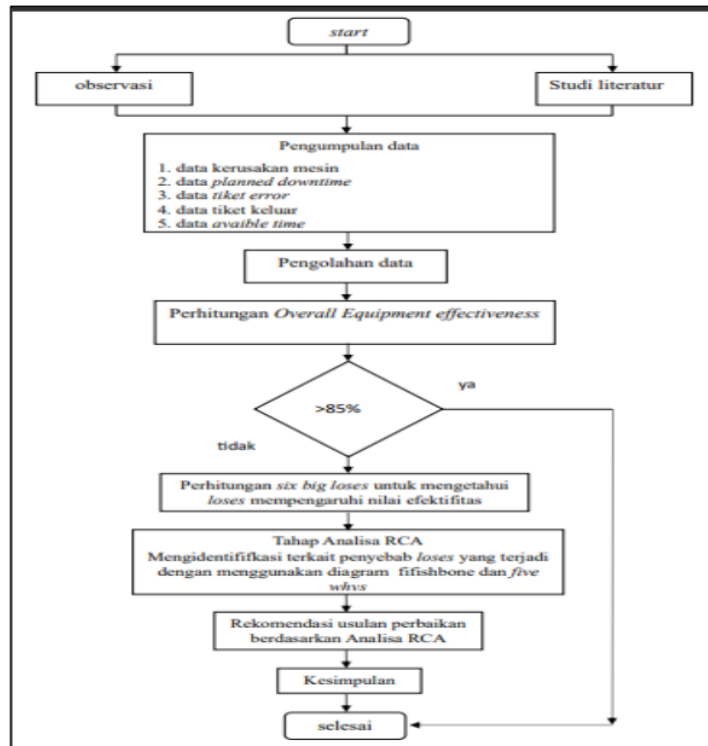 start
observasi
Studi literatur
Pengumpulan data
1. data kerusakan mesin
2. data planned downtime
3. data tiket error
4. data tiket keluar
5. data avaible time
Pengolahan data
Perhitungan Overall Equipment effectiveness
>85%
ya
tidak
Perhitungan six big loses untuk mengetahui
loses mempengaruhi nilai efektifitas
Tahap Analisa RCA
Mengidentififkasi terkait penyebab loses yang terjadi
dengan menggunakan diagram fifishbone dan five
whys
Rekomendasi usulan perbaikan
berdasarkan Analisa RCA
Kesimpulan
selesai